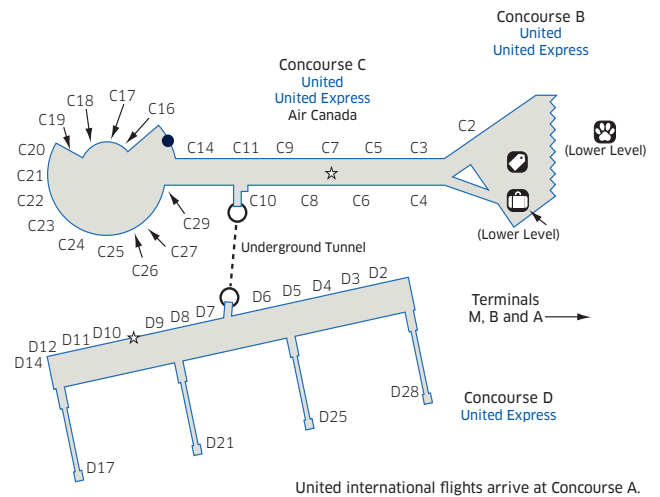 Concourse B
United
United Express
Concourse C
United
United Express
Air Canada
C2
(Lower Level)
C16
C17
C18
C19
C20
C21
C22
C23
C24
C25
C26
C27
C29
C14
C11
C9
C7
C5
C3
C10
C8
C6
C4
(Lower Level)
Underground Tunnel
D2
D3
D4
D5
D6
D7
D8
D9
D10
D11
D12
D14
Terminals
M, B and A
D28
D25
D21
D17
Concourse D
United Express
United international flights arrive at Concourse A.